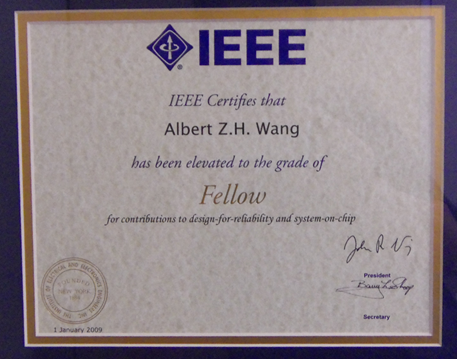 IEEE
IEEE Certifies that
Albert Z.H. Wang
has been elevated to the grade of
Fellow
for contributions to design-for-reliability and system-on-chip
President
Secretary
1 January 2009